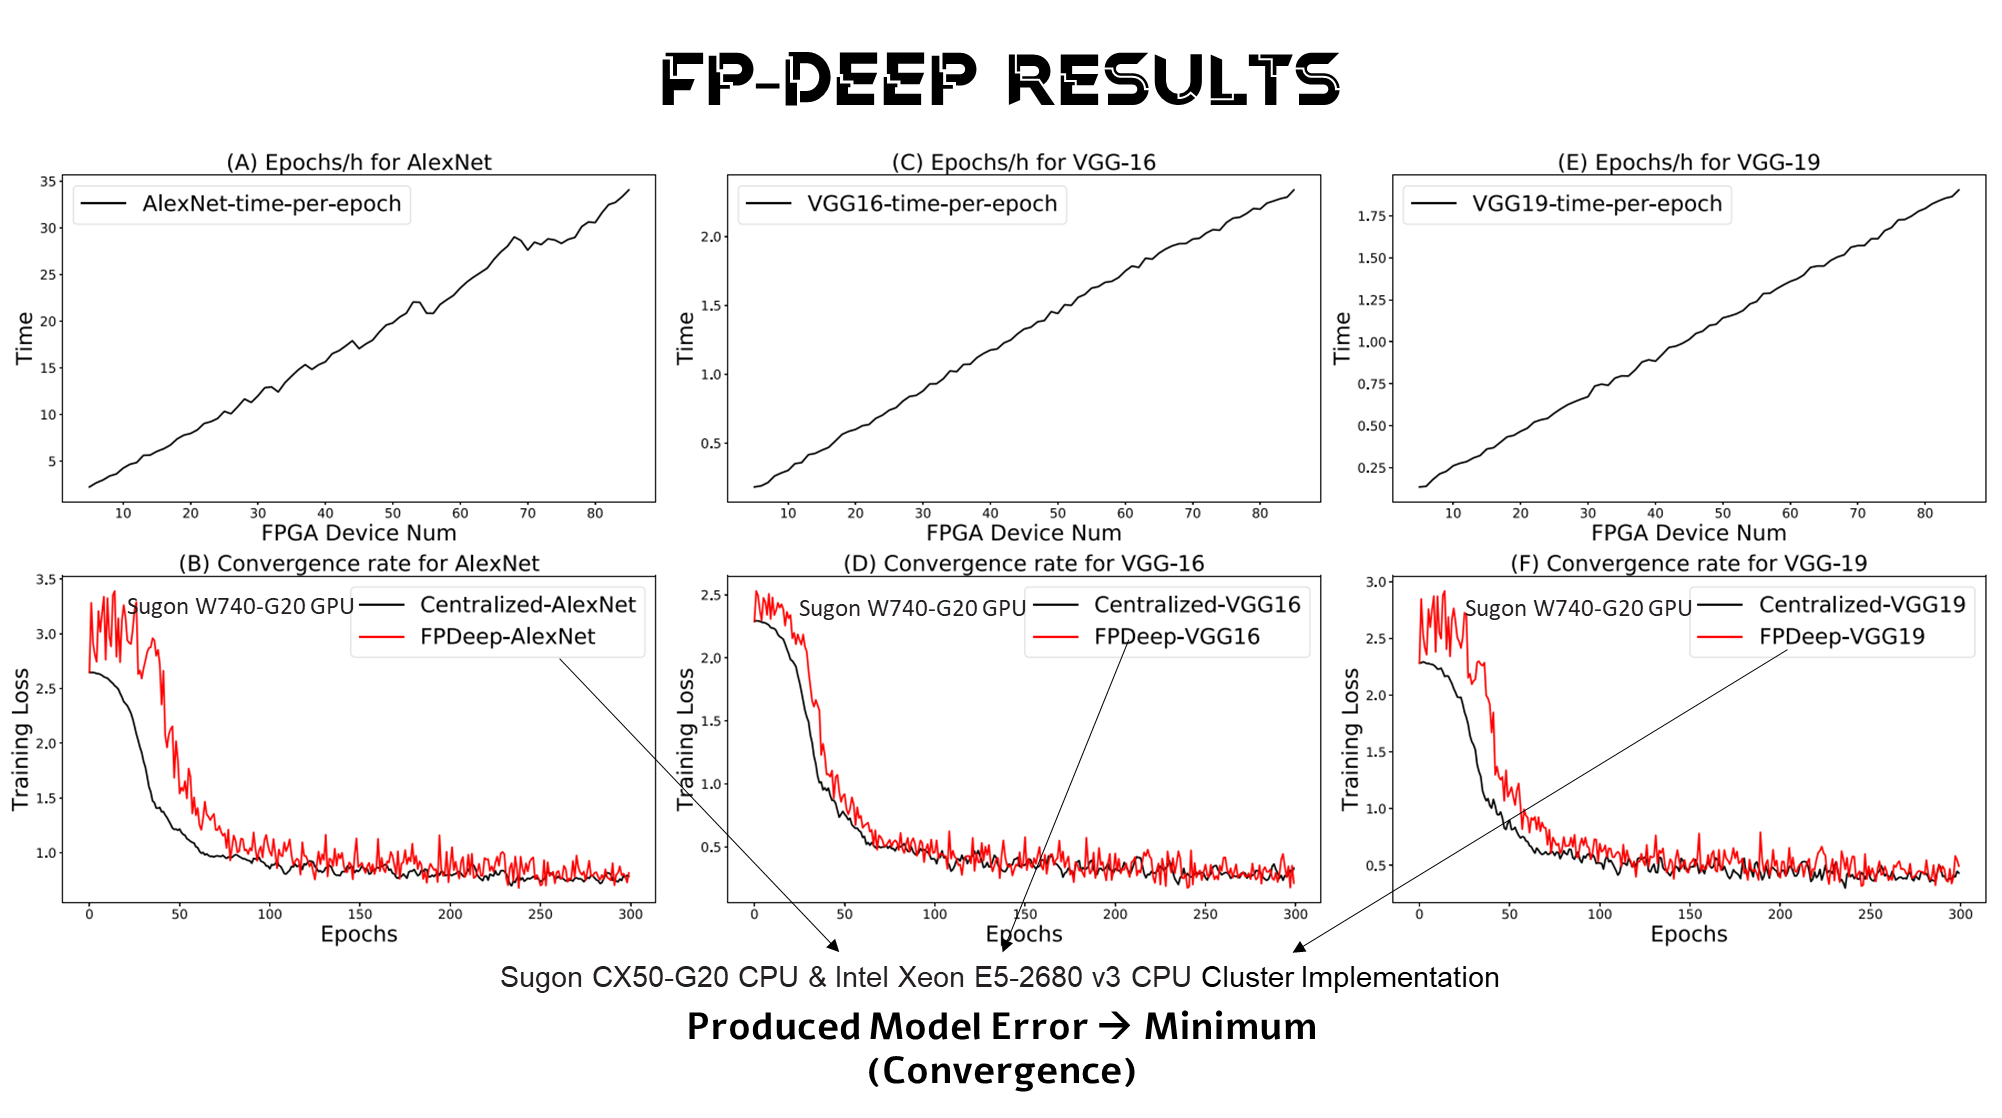 FP-DEEP RESULTS
(A) Epochs/h for AlexNet
AlexNet-time-per-epoch
Time
35
30
25
20
15
10
5
10 20 30 40 50 60 70 80
FPGA Device Num
(C) Epochs/h for VGG-16
VGG16-time-per-epoch
Time
2.0
1.5
1.0
0.5
10 20 30 40 50 60 70 80
FPGA Device Num
(E) Epochs/h for VGG-19
VGG19-time-per-epoch
Time
1.75
1.50
1.25
1.00
0.75
0.50
0.25
10 20 30 40 50 60 70 80
FPGA Device Num
(B) Convergence rate for AlexNet
Sugon W740-G20 GPU
Centralized-AlexNet
FPDeep-AlexNet
Training Loss
3.5
3.0
2.5
2.0
1.5
1.0
0 50 100 150 200 250 300
Epochs
(D) Convergence rate for VGG-16
Sugon W740-G20 GPU
Centralized-VGG16
FPDeep-VGG16
Training Loss
2.5
2.0
1.5
1.0
0.5
0 50 100 150 200 250 300
Epochs
(F) Convergence rate for VGG-19
Sugon W740-G20 GPU
Centralized-VGG19
FPDeep-VGG19
Training Loss
3.0
2.5
2.0
1.5
1.0
0.5
0 50 100 150 200 250 300
Epochs
Sugon CX50-G20 CPU & Intel Xeon E5-2680 v3 CPU Cluster Implementation
Produced Model Error → Minimum
(Convergence)